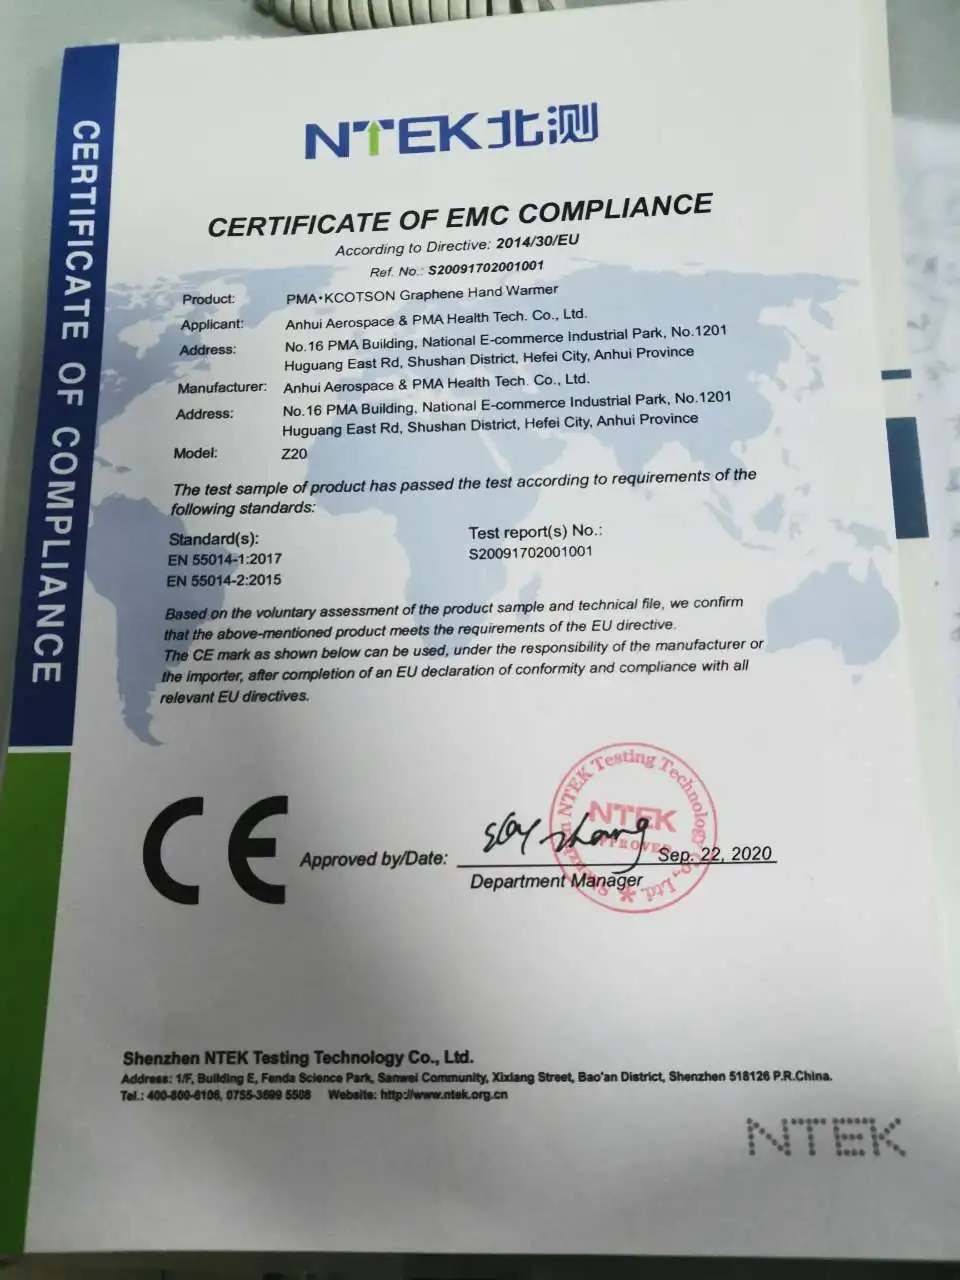 CERTIFICATE OF COMPLIANCE
NTEK北测
CERTIFICATE OF EMC COMPLIANCE
According to Directive: 2014/30/EU
Ref. No.: S20091702001001
Product: PMA•KCOTSON Graphene Hand Warmer
Applicant: Anhui Aerospace & PMA Health Tech. Co., Ltd.
Address: No.16 PMA Building, National E-commerce Industrial Park, No.1201
Huguang East Rd, Shushan District, Hefei City, Anhui Province
Manufacturer: Anhui Aerospace & PMA Health Tech. Co., Ltd.
Address: No.16 PMA Building, National E-commerce Industrial Park, No.1201
Huguang East Rd, Shushan District, Hefei City, Anhui Province
Model: Z20
The test sample of product has passed the test according to requirements of the
following standards:
Standard(s): Test report(s) No.:
EN 55014-1:2017 S20091702001001
EN 55014-2:2015
Based on the voluntary assessment of the product sample and technical file, we confirm
that the above-mentioned product meets the requirements of the EU directive.
The CE mark as shown below can be used, under the responsibility of the manufacturer or
the importer, after completion of an EU declaration of conformity and compliance with all
relevant EU directives.
CE
Shenzhen NTEK Testing Technology Co., Ltd.
NTEK
APPROVED
Approved by/Date: Sep. 22, 2020
Department Manager
Shenzhen NTEK Testing Technology Co., Ltd.
Address: 1/F, Building E, Fenda Science Park, Sanwei Community, Xixiang Street, Bao'an District, Shenzhen 518126 P.R.China.
Tel.: 400-800-6106, 0755-3699 5508 Website: http://www.ntek.org.cn
NTEK